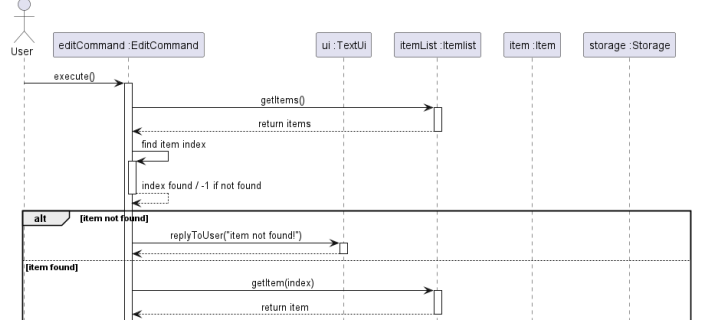 User
editCommand :EditCommand
ui :TextUi
itemList :Itemlist
item :Item
storage :Storage
execute()
getItems()
return items
find item index
index found / -1 if not found
alt
[item not found]
replyToUser("item not found!")
[item found]
getItem(index)
return item